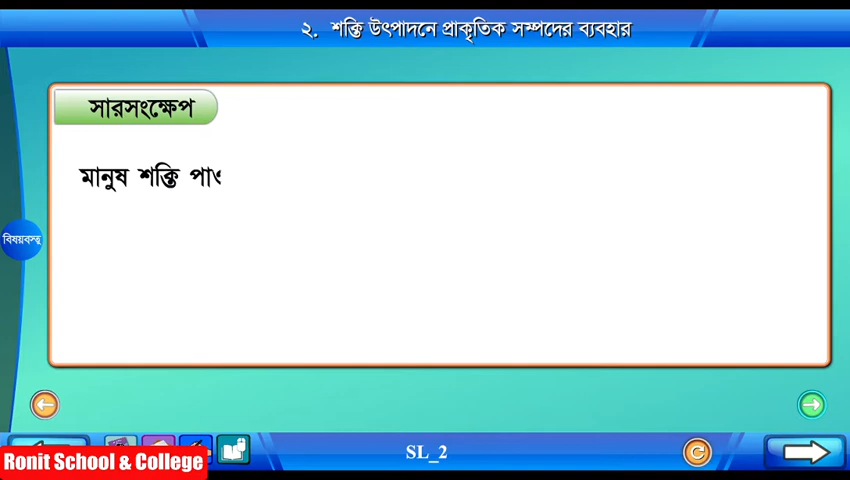 ২. শক্তি উৎপাদনে প্রাকৃতিক সম্পদের ব্যবহার
সারসংক্ষেপ
মানুষ শক্তি
বিষয়বস্তু
SL_2
Ronit School & College